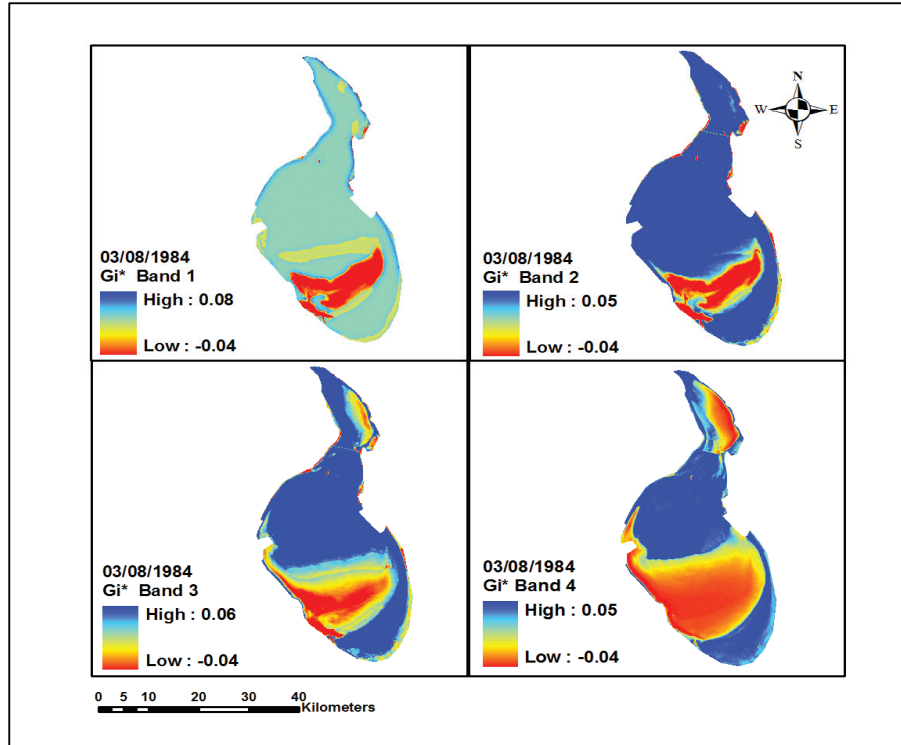 N
W E
S
03/08/1984
Gi* Band 1
High : 0.08
Low : -0.04
03/08/1984
Gi* Band 2
High : 0.05
Low : -0.04
03/08/1984
Gi* Band 3
High : 0.06
Low : -0.04
03/08/1984
Gi* Band 4
High : 0.05
Low : -0.04
0 5 10 20 30 40
Kilometers